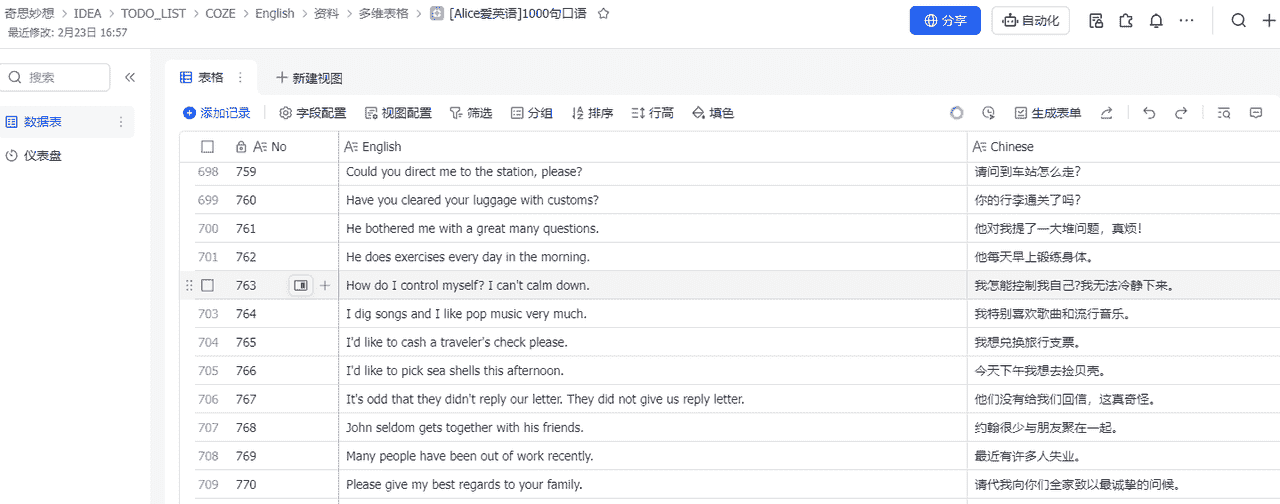 奇思妙想 > IDEA > TODO_LIST > COZE > English > 资料 > 多维表格 > [Alice爱英语]1000句口语
最近修改: 2月23日 16:57
分享
自动化
搜索
数据表
仪表盘
表格
新建视图
添加记录 字段配置 视图配置 筛选 分组 排序 行高 填色 生成表单
No English Chinese
698 759 Could you direct me to the station, please? 请问到车站怎么走?
699 760 Have you cleared your luggage with customs? 你的行李通关了吗?
700 761 He bothered me with a great many questions. 他对我提了一大堆问题，真烦!
701 762 He does exercises every day in the morning. 他每天早上锻练身体。
763 How do I control myself? I can't calm down. 我怎能控制我自己?我无法冷静下来。
703 764 I dig songs and I like pop music very much. 我特别喜欢歌曲和流行音乐。
704 765 I'd like to cash a traveler's check please. 我想兑换旅行支票。
705 766 I'd like to pick sea shells this afternoon. 今天下午我想去捡贝壳。
706 767 It's odd that they didn't reply our letter. They did not give us reply letter. 他们没有给我们回信，这真奇怪。
707 768 John seldom gets together with his friends. 约翰很少与朋友聚在一起。
708 769 Many people have been out of work recently. 最近有许多人失业。
709 770 Please give my best regards to your family. 请代我向你们全家致以最诚挚的问候。